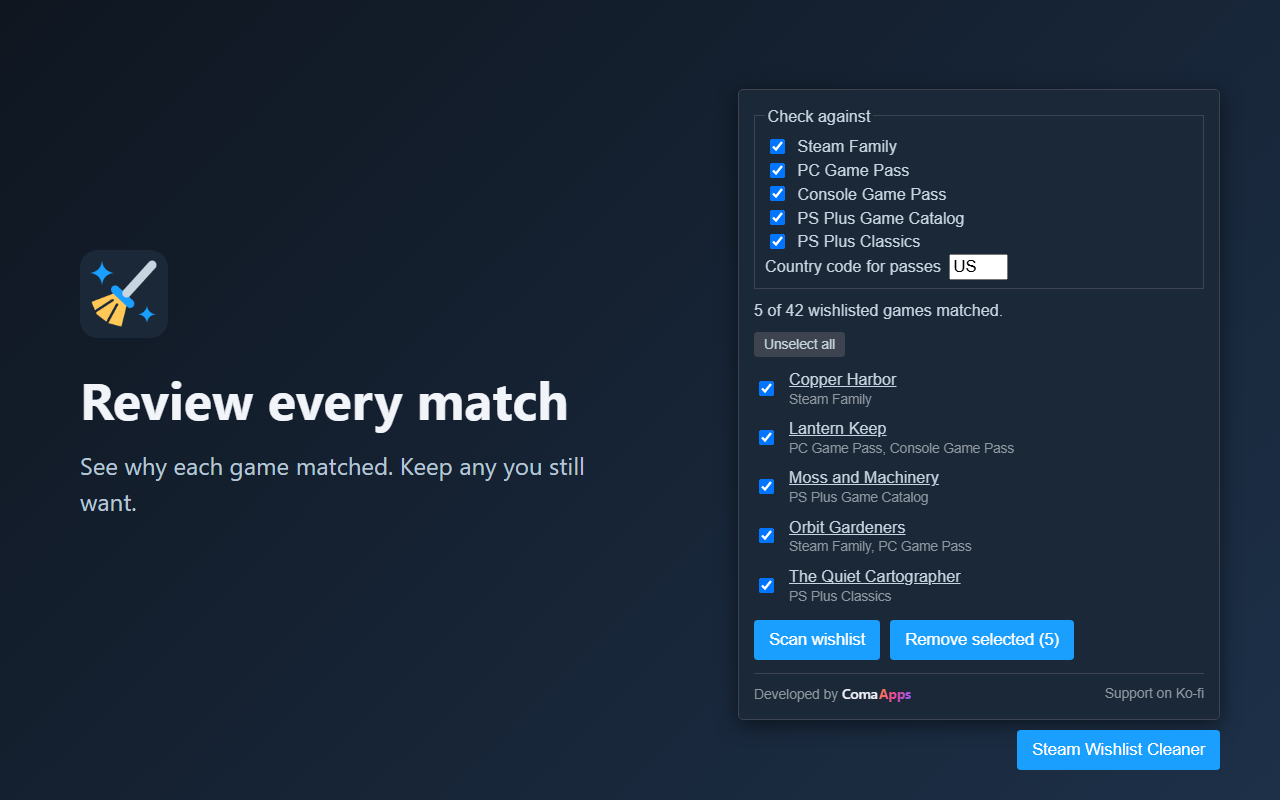 Review every match
See why each game matched. Keep any you still
want.
Check against
Steam Family
PC Game Pass
Console Game Pass
PS Plus Game Catalog
PS Plus Classics
Country code for passes US
5 of 42 wishlisted games matched.
Unselect all
Copper Harbor
Steam Family
Lantern Keep
PC Game Pass, Console Game Pass
Moss and Machinery
PS Plus Game Catalog
Orbit Gardeners
Steam Family, PC Game Pass
The Quiet Cartographer
PS Plus Classics
Scan wishlist Remove selected (5)
Developed by ComaApps Support on Ko-fi
Steam Wishlist Cleaner